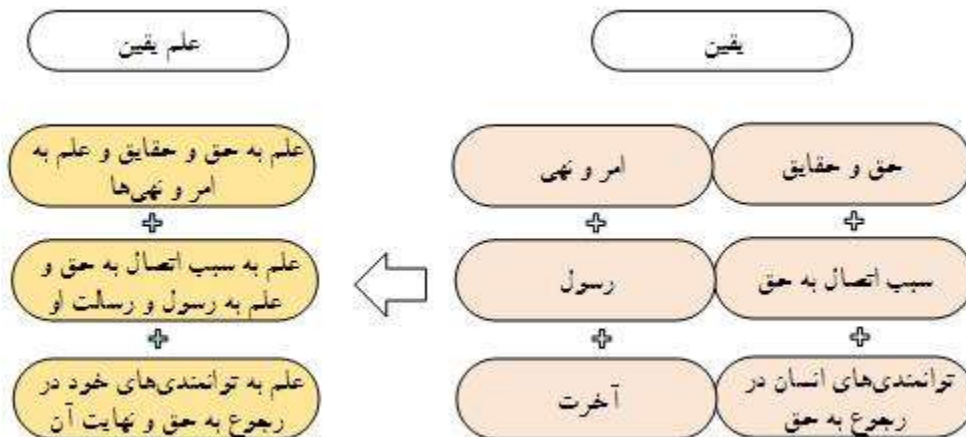 یقین
علم یقین
حق و حقایق
امر و نهی
علم به حق و حقایق و علم به
امر و نهی‌ها
سبب اتصال به حق
رسول
علم به سبب اتصال به حق و
علم به رسول و رسالت او
توانمندی‌های انسان در
رجوع به حق
آخرت
علم به توانمندی‌های خود در
رجوع به حق و نهایت آن